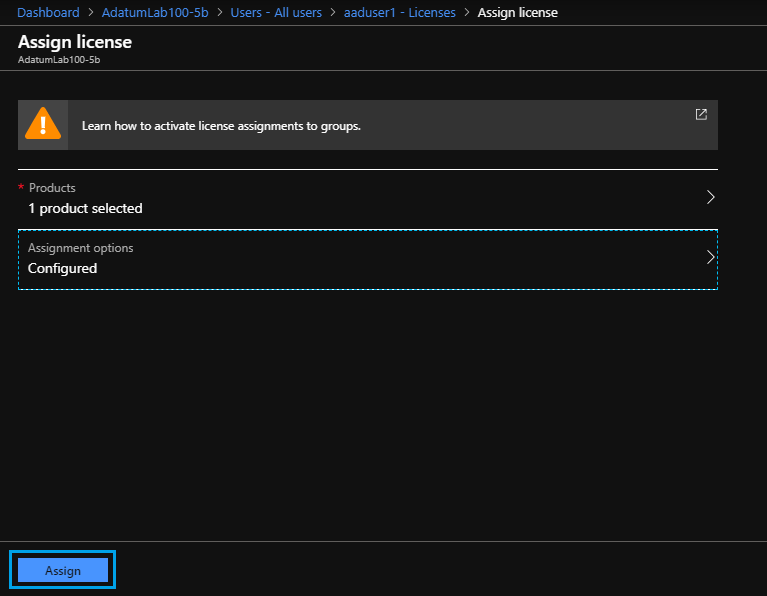 Dashboard > AdatumLab100-5b > Users - All users > aaduser1 - Licenses > Assign license
Assign license
AdatumLab100-5b
Learn how to activate license assignments to groups.
* Products
1 product selected
Assignment options
Configured
Assign